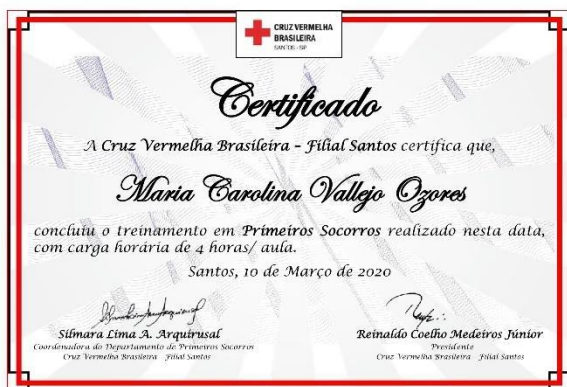 CRUZ VERMELHA
BRASILEIRA
SANTOS - SP
Certificado
A Cruz Vermelha Brasileira – Filial Santos certifica que,
Maria Carolina Vallejo Ozores
concluiu o treinamento em Primeiros Socorros realizado nesta data,
com carga horária de 4 horas/ aula.
Santos, 10 de Março de 2020
Silmara Lima A. Arquirusal
Coordenadora do Departamento de Primeiros Socorros
Cruz Vermelha Brasileira - Filial Santos
Reinaldo Coelho Medeiros Júnior
Presidente
Cruz Vermelha Brasileira - Filial Santos